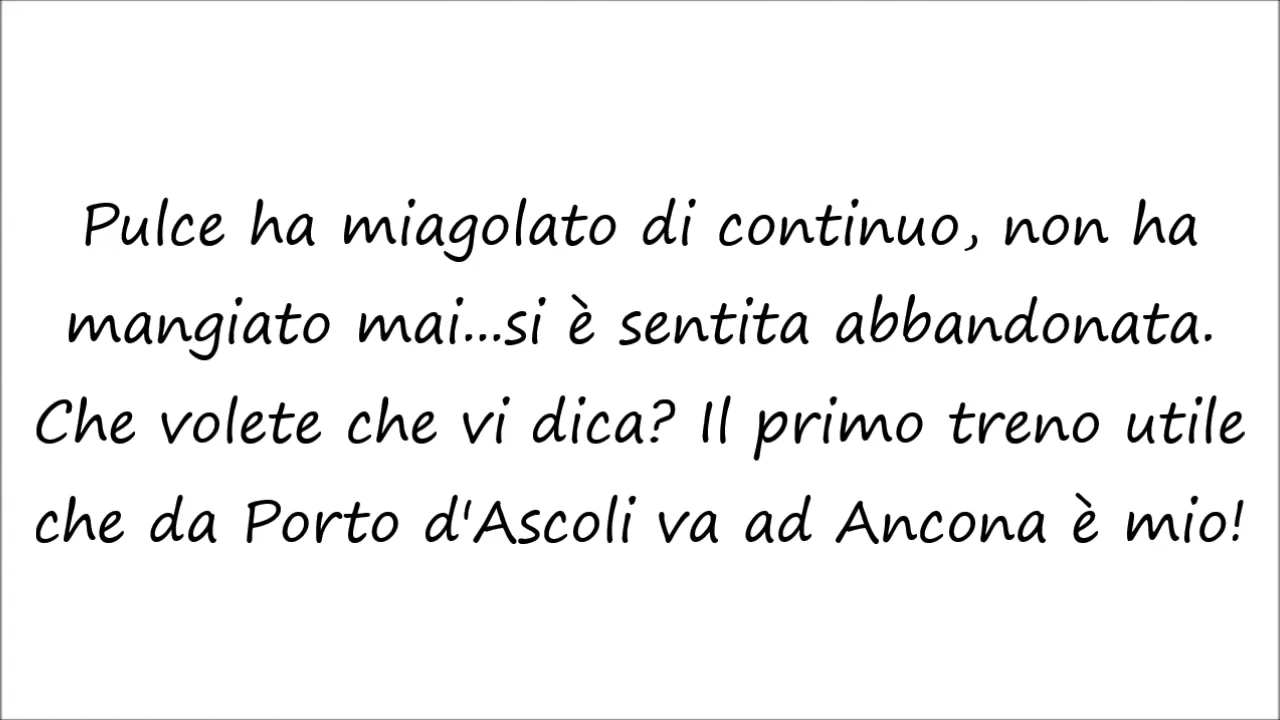 Pulce ha miagolato di continuo, non ha
mangiato mai...si è sentita abbandonata.
Che volete che vi dica? Il primo treno utile
che da Porto d'Ascoli va ad Ancona è mio!